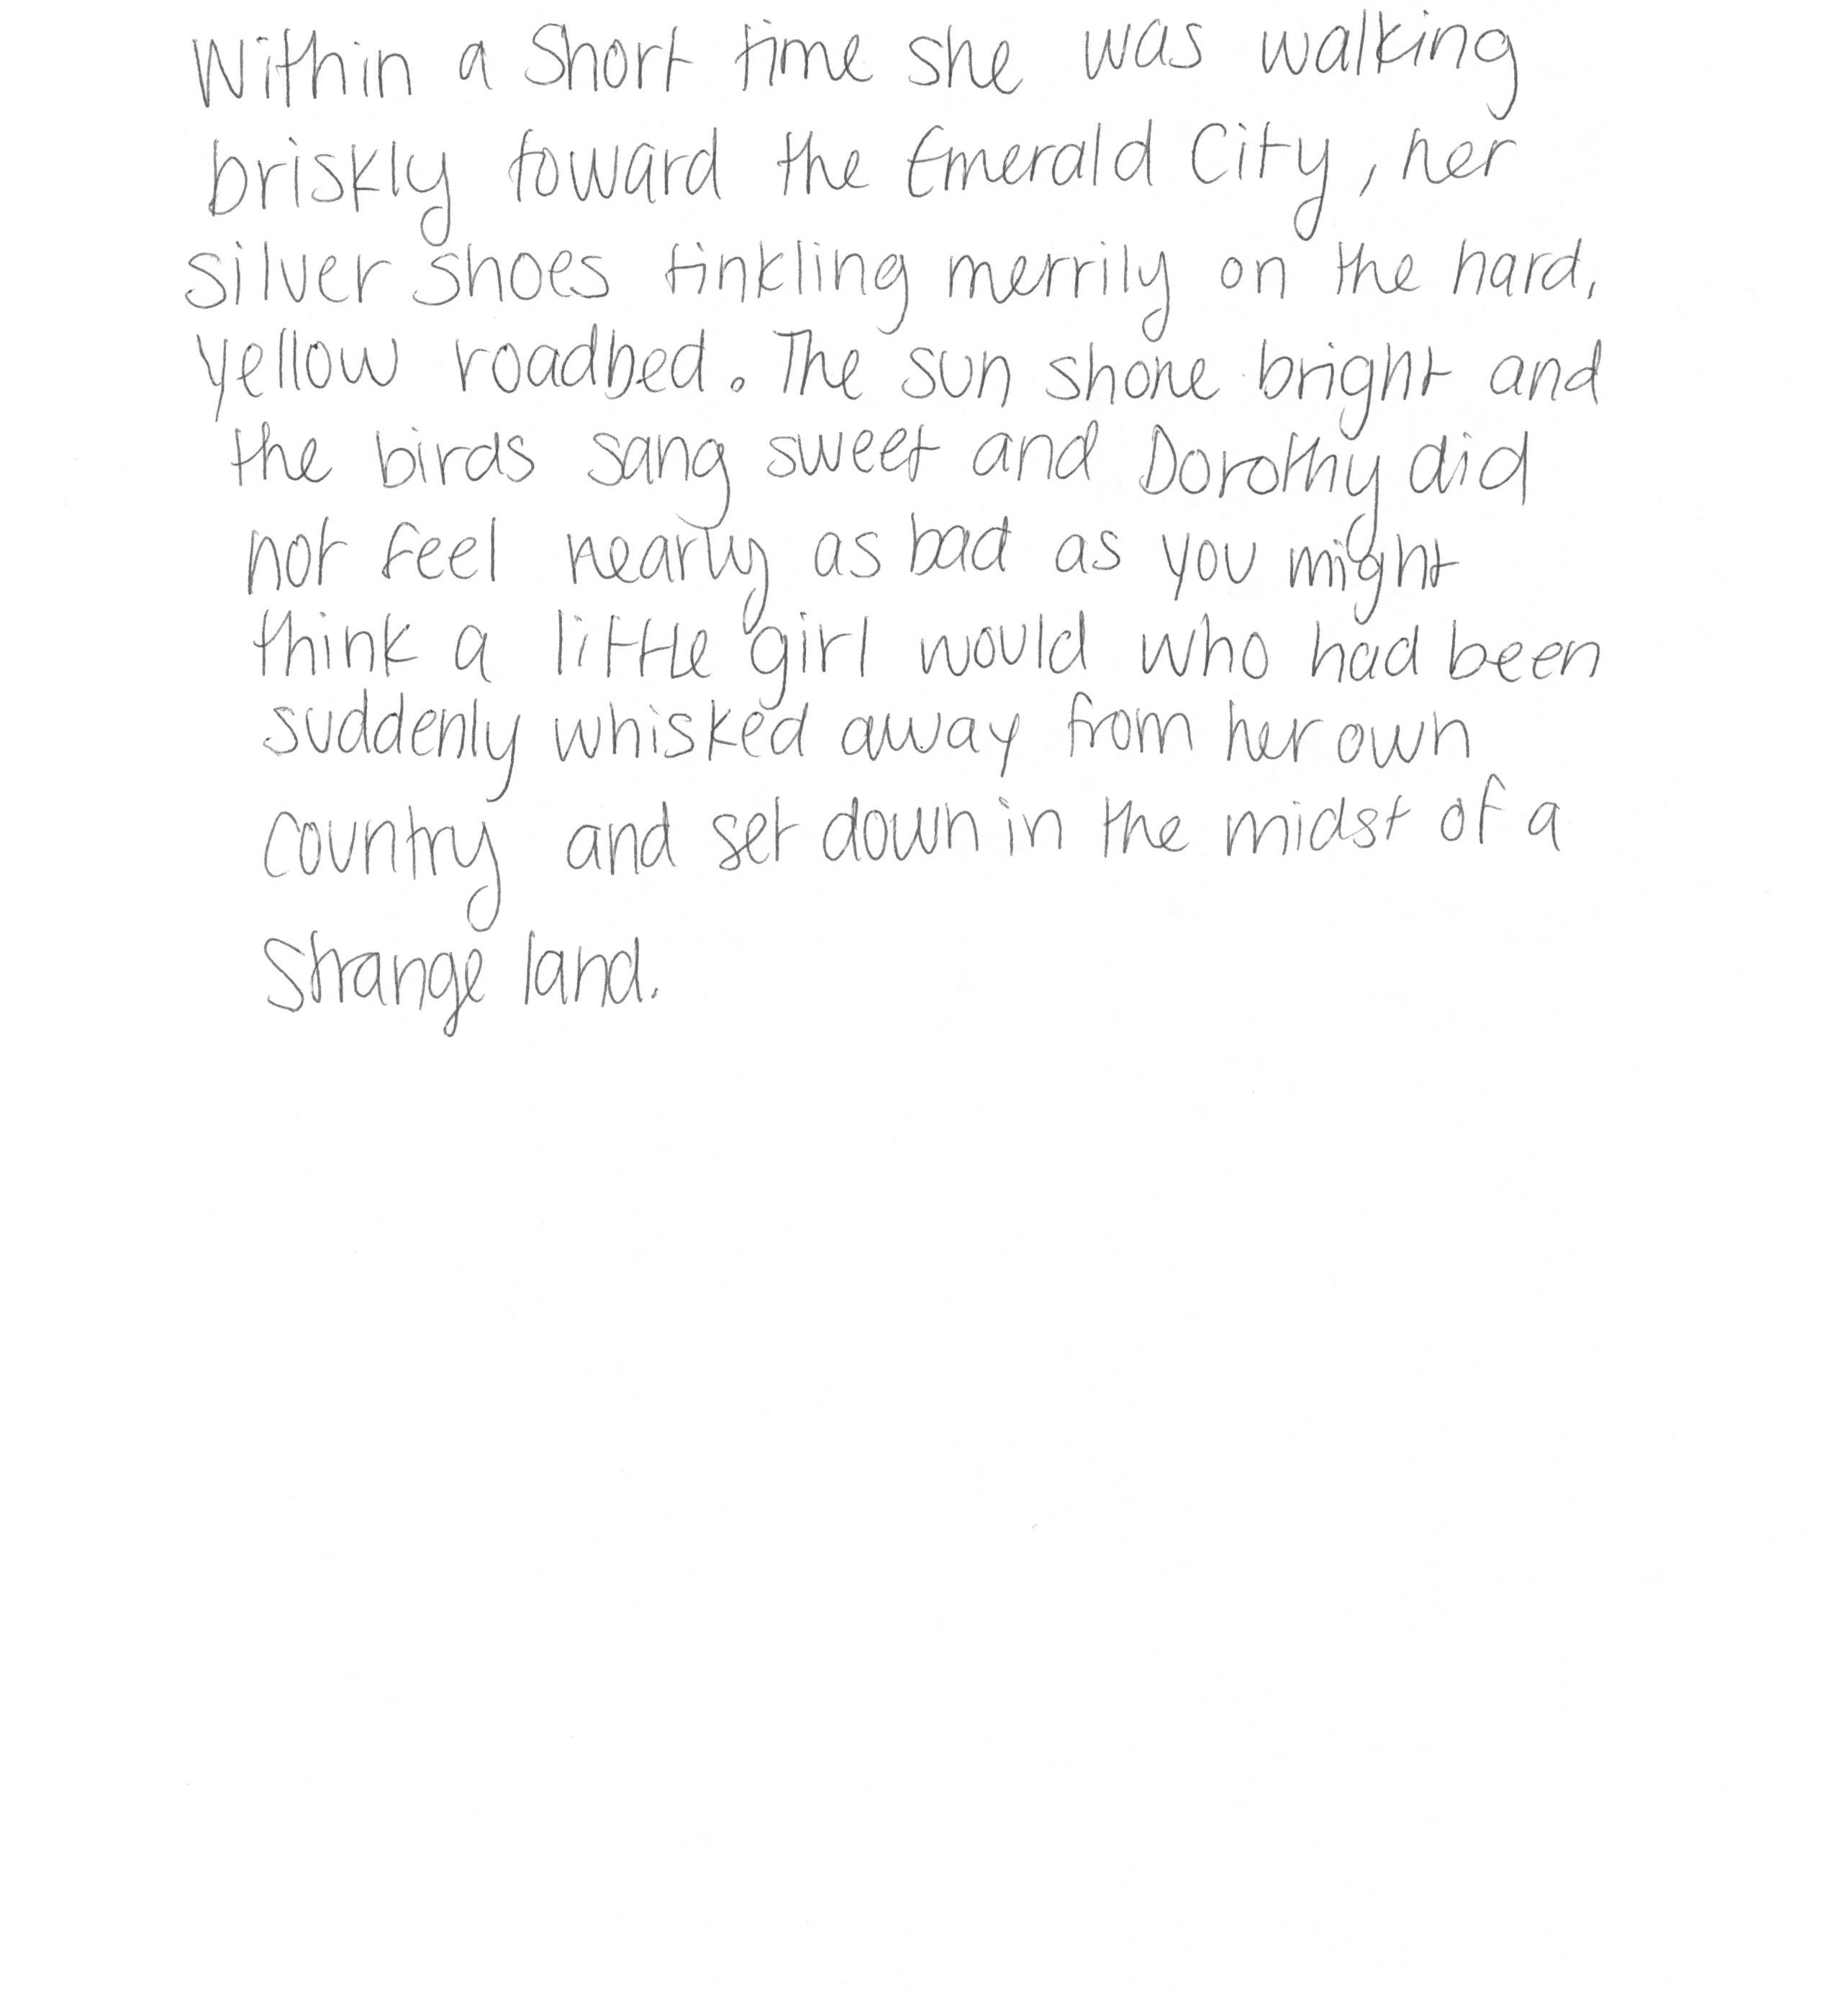 Within a short time she was walking
briskly toward the Emerald City, her
silver shoes tinkling merrily on the hard,
yellow roadbed. The sun shone bright and
the birds sang sweet and Dorothy did
not feel nearly as bad as you might
think a little girl would who had been
suddenly whisked away from her own
country and set down in the midst of a
strange land.